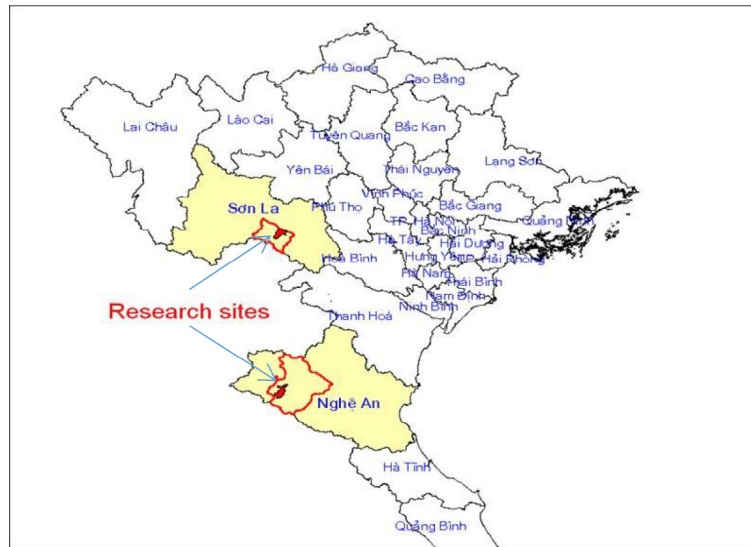 Hà Giang
Cao Bằng
Lai Châu
Lào Cai
Tuyên Quang
Bắc Kạn
Lạng Sơn
Yên Bái
Thái Nguyên
Vĩnh Phúc
Sơn La
Phú Thọ
Bắc Giang
Quảng Ninh
TP. Hà Nội
Bắc Ninh
Hà Tây
Hải Dương
Hoà Bình
Hưng Yên
TP. Hải Phòng
Hà Nam
Thái Bình
Nam Định
Ninh Bình
Research sites
Thanh Hoá
Nghệ An
Hà Tĩnh
Quảng Bình